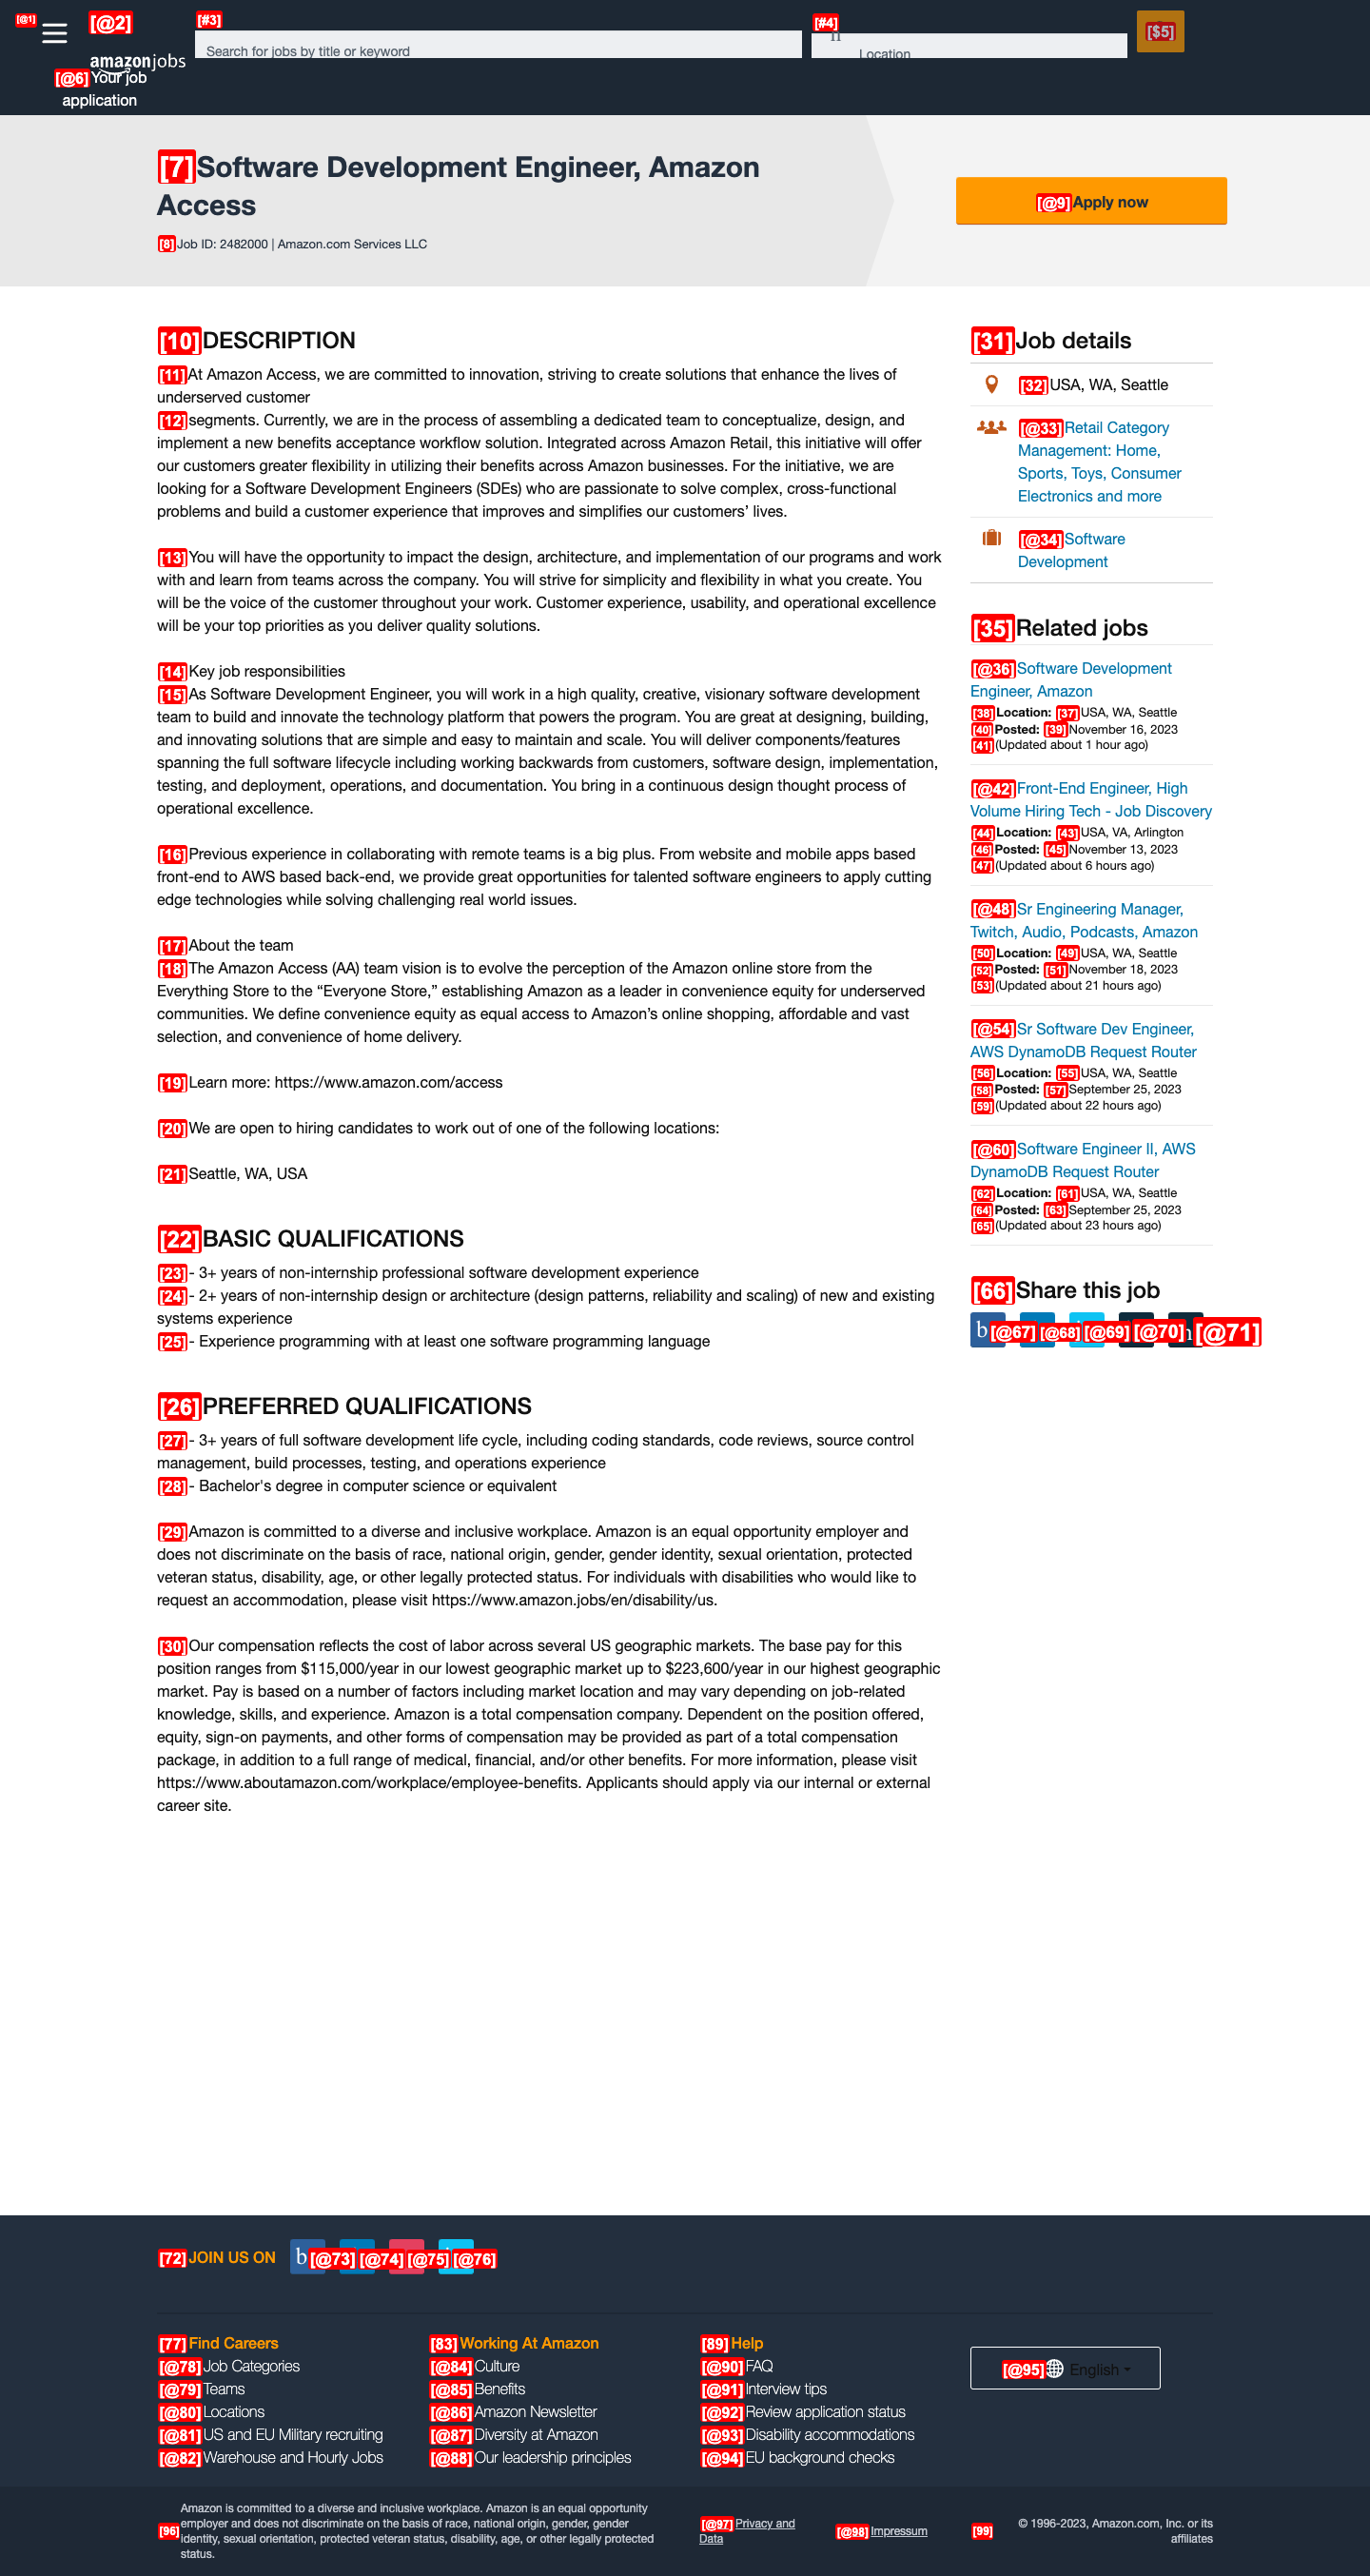 [@1] [@2] [#3] [#4] [$5]
Search for jobs by title or keyword
Location
amazonjobs
[@6]Your job
application
[7]Software Development Engineer, Amazon
Access
[8]Job ID: 2482000 | Amazon.com Services LLC
[@9]Apply now
[10]DESCRIPTION
[11]At Amazon Access, we are committed to innovation, striving to create solutions that enhance the lives of
underserved customer
[12]segments. Currently, we are in the process of assembling a dedicated team to conceptualize, design, and
implement a new benefits acceptance workflow solution. Integrated across Amazon Retail, this initiative will offer
our customers greater flexibility in utilizing their benefits across Amazon businesses. For the initiative, we are
looking for a Software Development Engineers (SDEs) who are passionate to solve complex, cross-functional
problems and build a customer experience that improves and simplifies our customers’ lives.
[13]You will have the opportunity to impact the design, architecture, and implementation of our programs and work
with and learn from teams across the company. You will strive for simplicity and flexibility in what you create. You
will be the voice of the customer throughout your work. Customer experience, usability, and operational excellence
will be your top priorities as you deliver quality solutions.
[14]Key job responsibilities
[15]As Software Development Engineer, you will work in a high quality, creative, visionary software development
team to build and innovate the technology platform that powers the program. You are great at designing, building,
and innovating solutions that are simple and easy to maintain and scale. You will deliver components/features
spanning the full software lifecycle including working backwards from customers, software design, implementation,
testing, and deployment, operations, and documentation. You bring in a continuous design thought process of
operational excellence.
[16]Previous experience in collaborating with remote teams is a big plus. From website and mobile apps based
front-end to AWS based back-end, we provide great opportunities for talented software engineers to apply cutting
edge technologies while solving challenging real world issues.
[17]About the team
[18]The Amazon Access (AA) team vision is to evolve the perception of the Amazon online store from the
Everything Store to the “Everyone Store,” establishing Amazon as a leader in convenience equity for underserved
communities. We define convenience equity as equal access to Amazon’s online shopping, affordable and vast
selection, and convenience of home delivery.
[19]Learn more: https://www.amazon.com/access
[20]We are open to hiring candidates to work out of one of the following locations:
[21]Seattle, WA, USA
[22]BASIC QUALIFICATIONS
[23]- 3+ years of non-internship professional software development experience
[24]- 2+ years of non-internship design or architecture (design patterns, reliability and scaling) of new and existing
systems experience
[25]- Experience programming with at least one software programming language
[26]PREFERRED QUALIFICATIONS
[27]- 3+ years of full software development life cycle, including coding standards, code reviews, source control
management, build processes, testing, and operations experience
[28]- Bachelor's degree in computer science or equivalent
[29]Amazon is committed to a diverse and inclusive workplace. Amazon is an equal opportunity employer and
does not discriminate on the basis of race, national origin, gender, gender identity, sexual orientation, protected
veteran status, disability, age, or other legally protected status. For individuals with disabilities who would like to
request an accommodation, please visit https://www.amazon.jobs/en/disability/us.
[30]Our compensation reflects the cost of labor across several US geographic markets. The base pay for this
position ranges from $115,000/year in our lowest geographic market up to $223,600/year in our highest geographic
market. Pay is based on a number of factors including market location and may vary depending on job-related
knowledge, skills, and experience. Amazon is a total compensation company. Dependent on the position offered,
equity, sign-on payments, and other forms of compensation may be provided as part of a total compensation
package, in addition to a full range of medical, financial, and/or other benefits. For more information, please visit
https://www.aboutamazon.com/workplace/employee-benefits. Applicants should apply via our internal or external
career site.
[31]Job details
[32]USA, WA, Seattle
[@33]Retail Category
Management: Home,
Sports, Toys, Consumer
Electronics and more
[@34]Software
Development
[35]Related jobs
[@36]Software Development
Engineer, Amazon
[38]Location: [37]USA, WA, Seattle
[40]Posted: [39]November 16, 2023
[41](Updated about 1 hour ago)
[@42]Front-End Engineer, High
Volume Hiring Tech - Job Discovery
[44]Location: [43]USA, VA, Arlington
[46]Posted: [45]November 13, 2023
[47](Updated about 6 hours ago)
[@48]Sr Engineering Manager,
Twitch, Audio, Podcasts, Amazon
[50]Location: [49]USA, WA, Seattle
[52]Posted: [51]November 18, 2023
[53](Updated about 21 hours ago)
[@54]Sr Software Dev Engineer,
AWS DynamoDB Request Router
[56]Location: [55]USA, WA, Seattle
[58]Posted: [57]September 25, 2023
[59](Updated about 22 hours ago)
[@60]Software Engineer II, AWS
DynamoDB Request Router
[62]Location: [61]USA, WA, Seattle
[64]Posted: [63]September 25, 2023
[65](Updated about 23 hours ago)
[66]Share this job
b [@67] [@68] [@69] [@70] [@71]
[72]JOIN US ON b [@73] [@74] [@75] [@76]
[77]Find Careers
[@78]Job Categories
[@79]Teams
[@80]Locations
[@81]US and EU Military recruiting
[@82]Warehouse and Hourly Jobs
[83]Working At Amazon
[@84]Culture
[@85]Benefits
[@86]Amazon Newsletter
[@87]Diversity at Amazon
[@88]Our leadership principles
[89]Help
[@90]FAQ
[@91]Interview tips
[@92]Review application status
[@93]Disability accommodations
[@94]EU background checks
[@95] English
[96]Amazon is committed to a diverse and inclusive workplace. Amazon is an equal opportunity
employer and does not discriminate on the basis of race, national origin, gender, gender
identity, sexual orientation, protected veteran status, disability, age, or other legally protected
status.
[@97]Privacy and
Data
[@98]Impressum
[99] © 1996-2023, Amazon.com, Inc. or its
affiliates